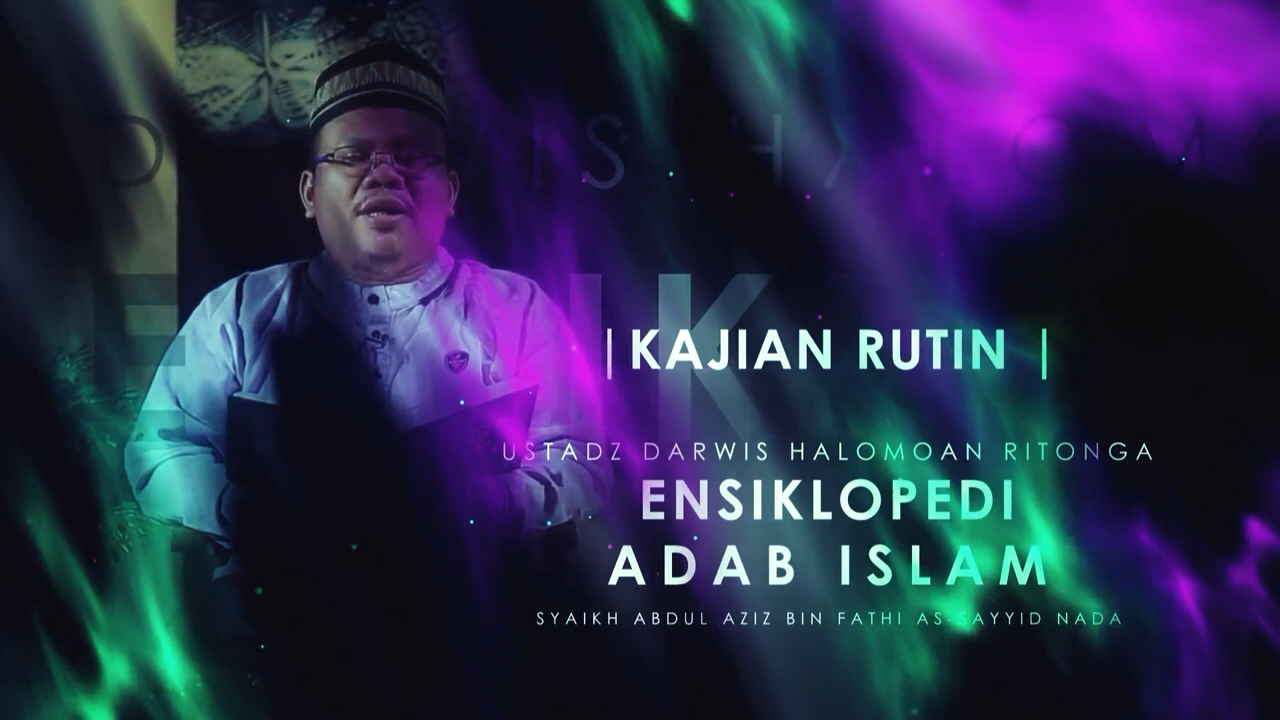 | KAJIAN RUTIN |
USTADZ DARWIS HALOMOAN RITONGA
ENSIKLOPEDI
ADAB ISLAM
SYAIKH ABDUL AZIZ BIN FATHI AS-SAYYID NADA